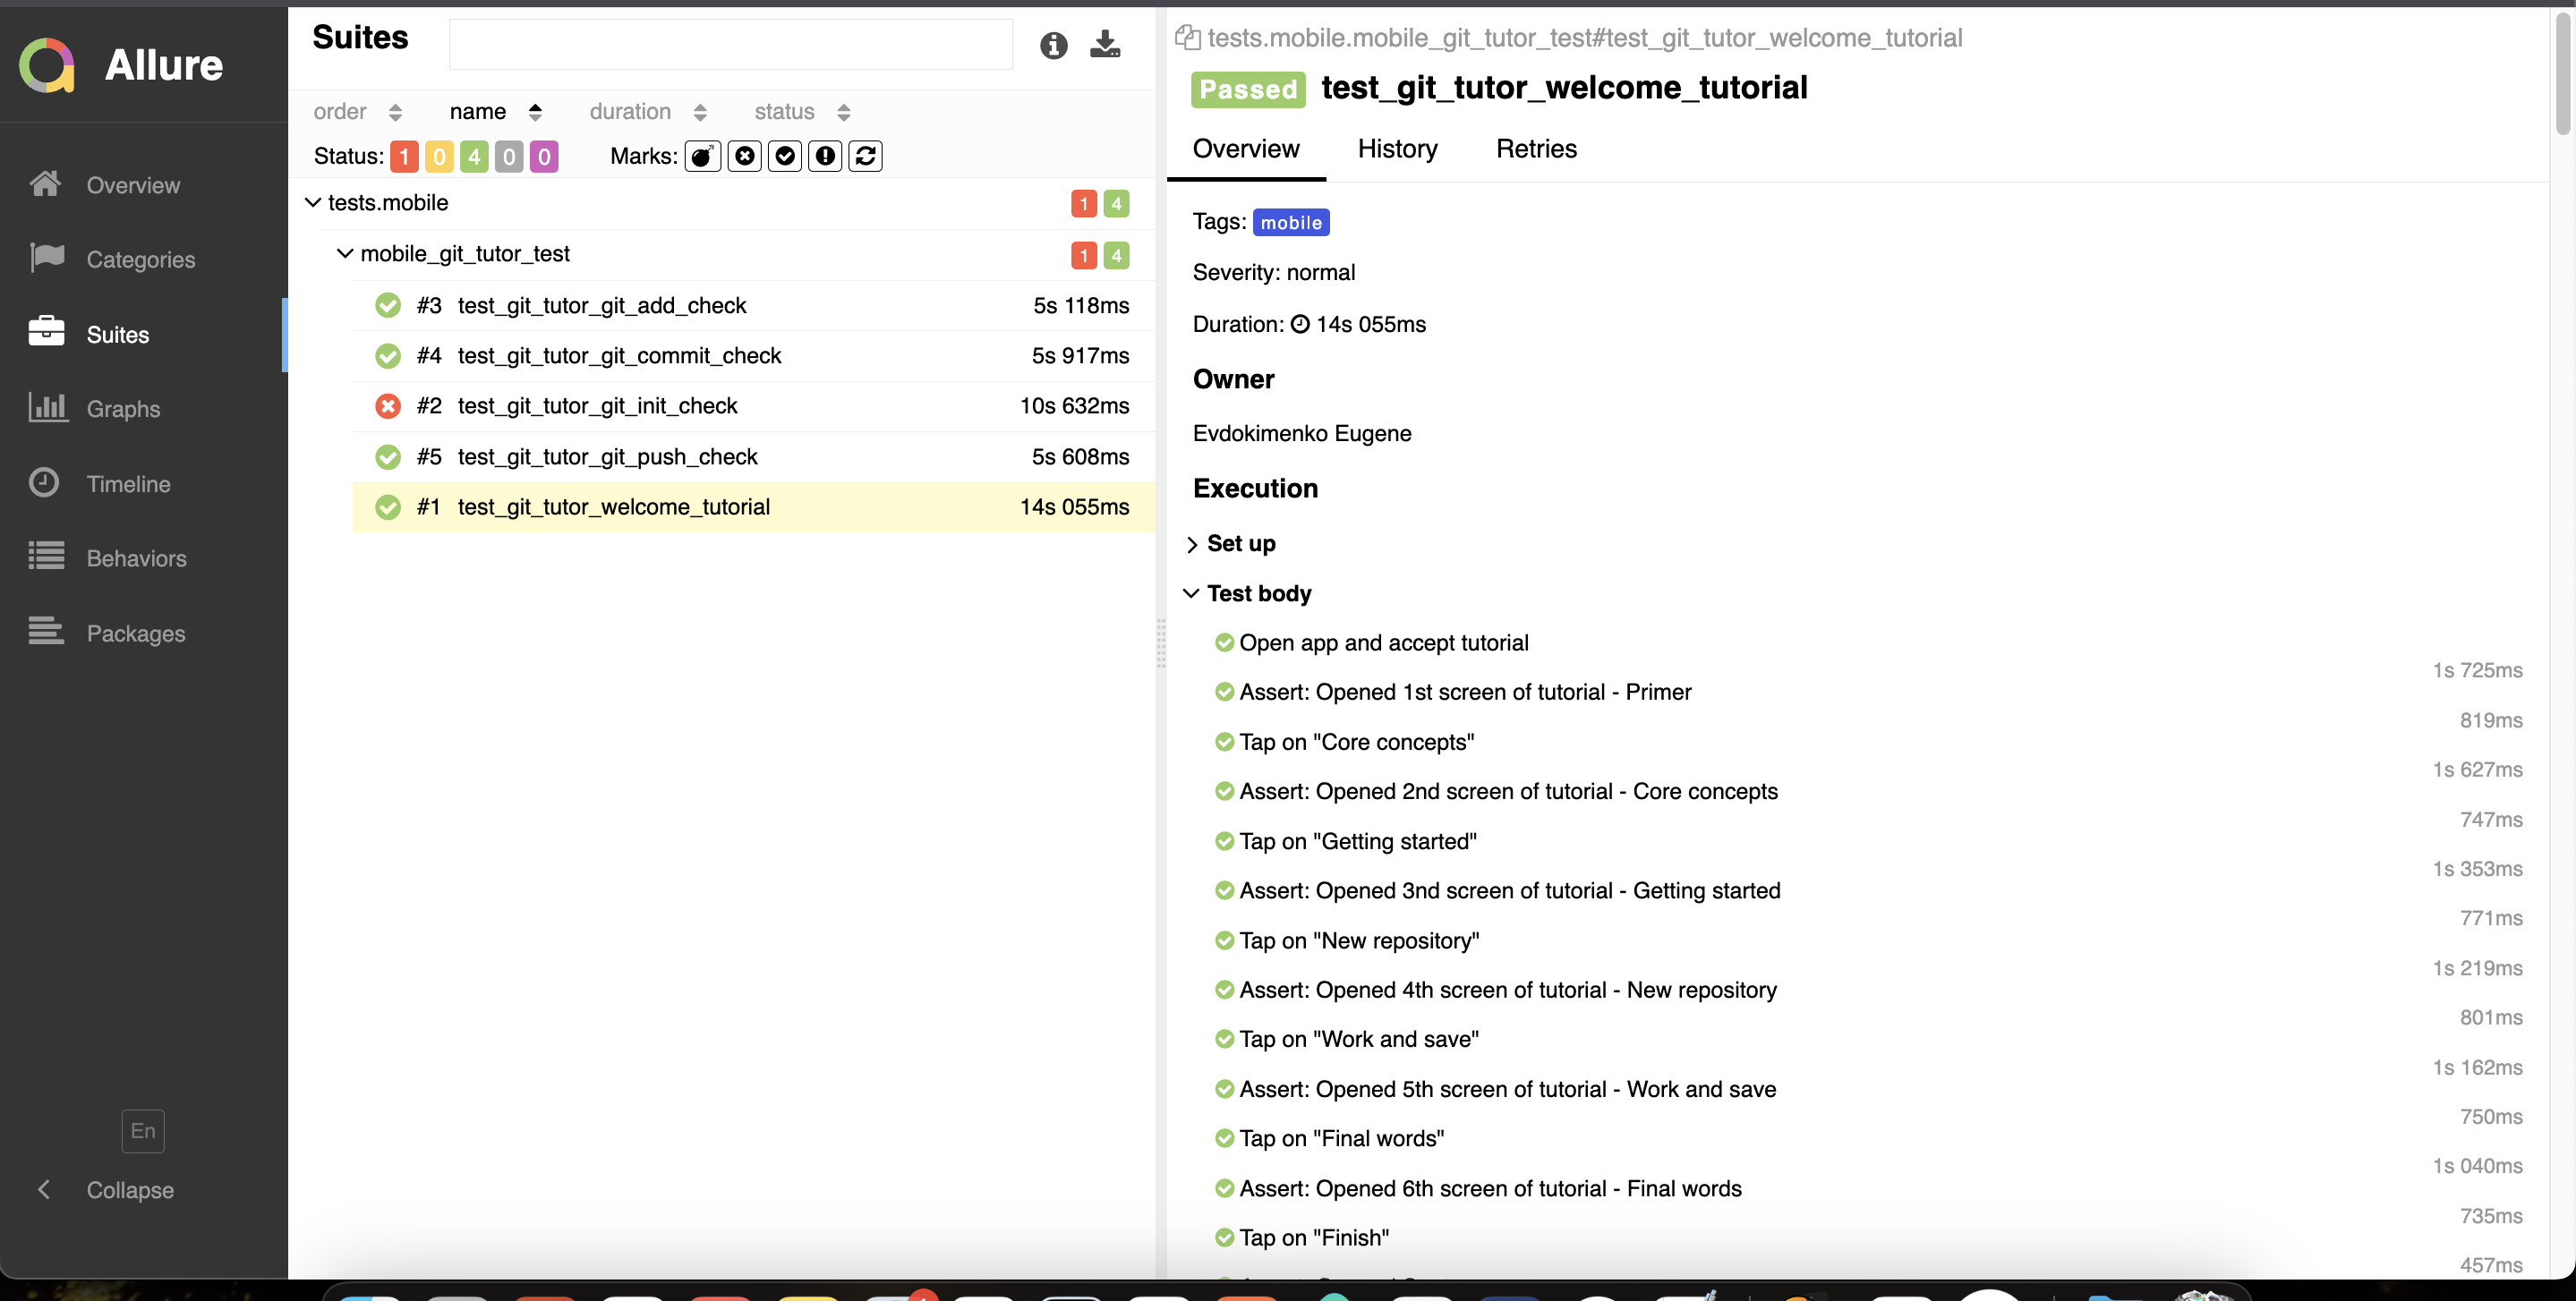 Allure
Overview
Categories
Suites
Graphs
Timeline
Behaviors
Packages
En
Collapse
Suites
order name duration status
Status: 1 0 4 0 0 Marks:
tests.mobile 1 4
mobile_git_tutor_test 1 4
#3 test_git_tutor_git_add_check 5s 118ms
#4 test_git_tutor_git_commit_check 5s 917ms
#2 test_git_tutor_git_init_check 10s 632ms
#5 test_git_tutor_git_push_check 5s 608ms
#1 test_git_tutor_welcome_tutorial 14s 055ms
tests.mobile.mobile_git_tutor_test#test_git_tutor_welcome_tutorial
Passed test_git_tutor_welcome_tutorial
Overview History Retries
Tags: mobile
Severity: normal
Duration: 14s 055ms
Owner
Evdokimenko Eugene
Execution
Set up
Test body
Open app and accept tutorial
1s 725ms
Assert: Opened 1st screen of tutorial - Primer
819ms
Tap on "Core concepts"
1s 627ms
Assert: Opened 2nd screen of tutorial - Core concepts
747ms
Tap on "Getting started"
1s 353ms
Assert: Opened 3nd screen of tutorial - Getting started
771ms
Tap on "New repository"
1s 219ms
Assert: Opened 4th screen of tutorial - New repository
801ms
Tap on "Work and save"
1s 162ms
Assert: Opened 5th screen of tutorial - Work and save
750ms
Tap on "Final words"
1s 040ms
Assert: Opened 6th screen of tutorial - Final words
735ms
Tap on "Finish"
457ms